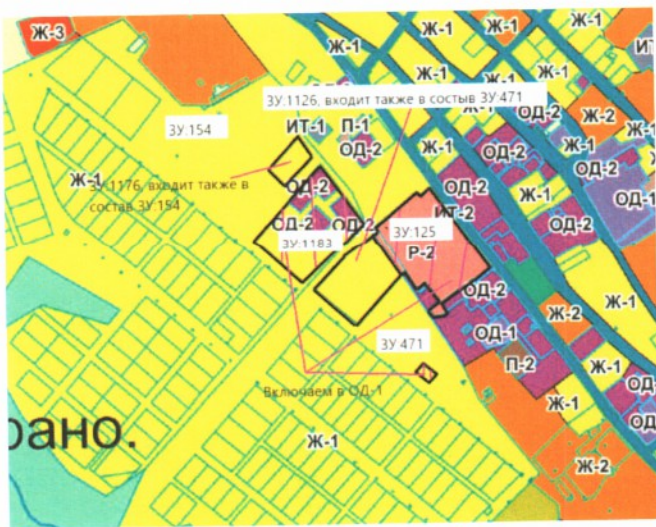 Ж-3
Ж-1
Ж-1
Ж-1
Ж-1
Ж-1
ЗУ:1126, входит также в состыв ЗУ:471
ОД-2
Ж-2
ЗУ:154
ИТ-1
П-1
ОД-2
Ж-1
ОД-2
ОД-2
Ж-1
Ж-1
ЗУ:1176, входит также в
состав ЗУ:154
ОД-2
ОД-2
Ж-1
ОД-1
ОД-2
ОД-2
ИТ-2
ОД-2
ЗУ:1183
ЗУ:125
Р-2
ОД-2
Ж-1
Ж-2
ЗУ:471
ОД-1
П-2
Ж-1
Включаем в ОД-1
рано.
Ж-1
Ж-1
Ж-2